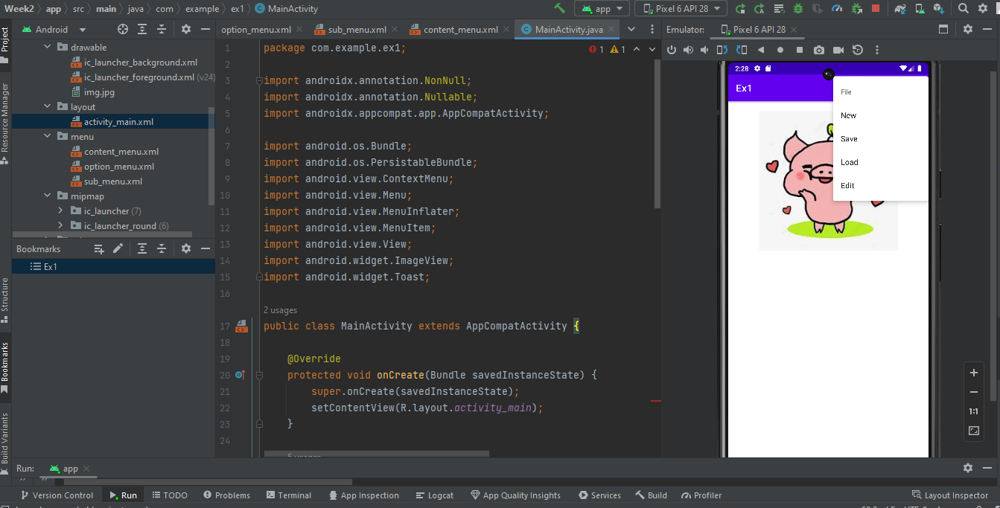 Week2 app src main java com example ex1 MainActivity app Pixel 6 API 28
Project
Android
option_menu.xml sub_menu.xml content_menu.xml MainActivity.java
Emulator: Pixel 6 API 28
drawable
ic_launcher_background.xml
ic_launcher_foreground.xml (v24)
img.jpg
layout
activity_main.xml
menu
content_menu.xml
option_menu.xml
sub_menu.xml
mipmap
ic_launcher (7)
ic_launcher_round (6)
Resource Manager
Bookmarks
Ex1
Structure
Bookmarks
Build Variants
1 1
1 package com.example.ex1;
2
3 import androidx.annotation.NonNull;
4 import androidx.annotation.Nullable;
5 import androidx.appcompat.app.AppCompatActivity;
6
7 import android.os.Bundle;
8 import android.os.PersistableBundle;
9 import android.view.ContextMenu;
10 import android.view.Menu;
11 import android.view.MenuInflater;
12 import android.view.MenuItem;
13 import android.view.View;
14 import android.widget.ImageView;
15 import android.widget.Toast;
16
2 usages
17 public class MainActivity extends AppCompatActivity {
18
19 @Override
20 protected void onCreate(Bundle savedInstanceState) {
21 super.onCreate(savedInstanceState);
22 setContentView(R.layout.activity_main);
23 }
24
5 usages
2:28
Ex1
File
New
Save
Load
Edit
1:1
Run: app
Version Control Run TODO Problems Terminal App Inspection Logcat App Quality Insights Services Build Profiler Layout Inspector